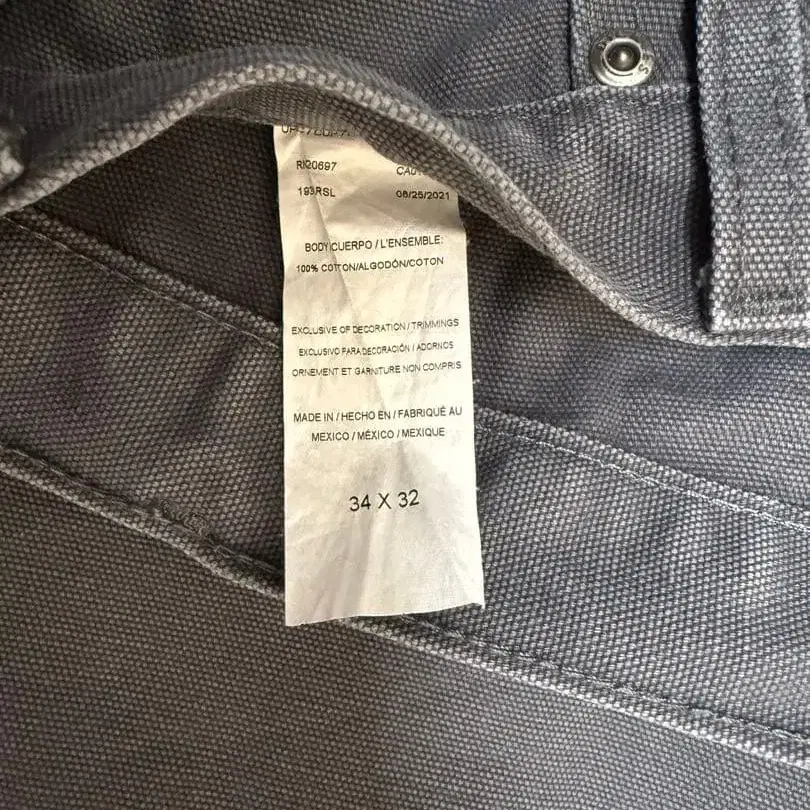 RN20697
193RSL 08/25/2021
BODY CUERPO / L'ENSEMBLE:
100% COTTON/ALGODÓN/COTON
EXCLUSIVE OF DECORATION / TRIMMINGS
EXCLUSIVO PARA DECORACIÓN / ADORNOS
ORNEMENT ET GARNITURE NON COMPRIS
MADE IN / HECHO EN / FABRIQUÉ AU
MEXICO / MÉXICO / MEXIQUE
34 X 32